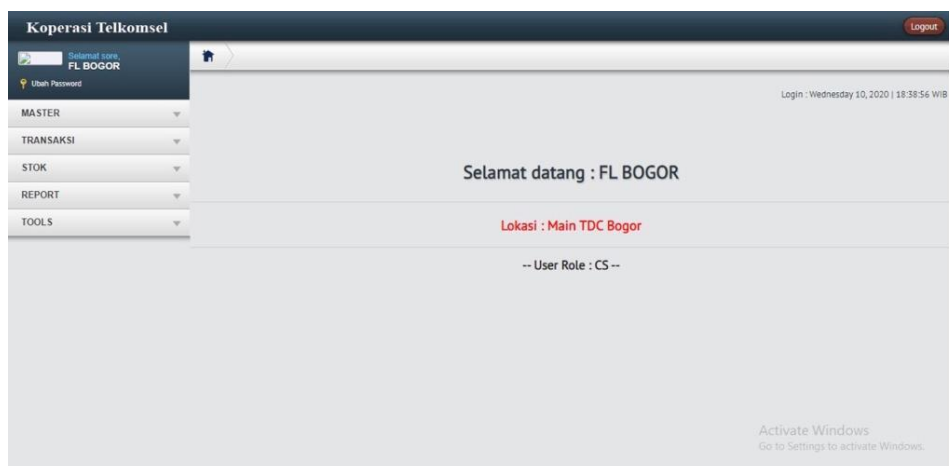 Koperasi Telkomsel
Logout
Selamat sore,
FL BOGOR
Ubah Password
Login : Wednesday 10, 2020 | 18:38:56 WIB
MASTER
TRANSAKSI
STOK
REPORT
TOOLS
Selamat datang : FL BOGOR
Lokasi : Main TDC Bogor
-- User Role : CS --
Activate Windows
Go to Settings to activate Windows.